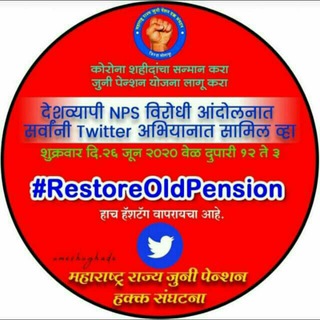 कोरोना शहीदांचा सन्मान करा
जुनी पेन्शन योजना लागू करा
देशव्यापी NPS विरोधी आंदोलनात
सर्वांनी Twitter अभियानात सामिल व्हा
शुक्रवार दि.२६ जून 2020 वेळ दुपारी १२ ते ३
#RestoreOldPension
हाच हॅशटॅग वापरायचा आहे.
महाराष्ट्र राज्य जुनी पेन्शन
हक्क संघटना